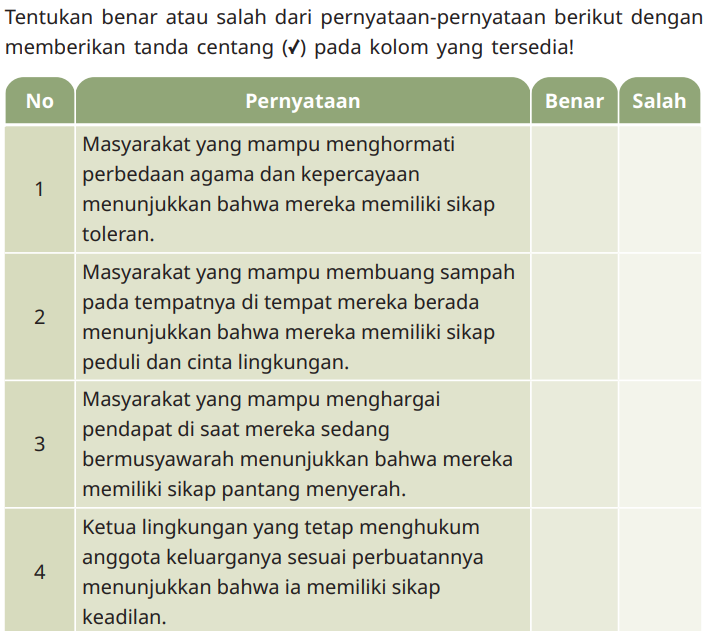 Tentukan benar atau salah dari pernyataan-pernyataan berikut dengan
memberikan tanda centang (✓) pada kolom yang tersedia!
No Pernyataan Benar Salah
1
Masyarakat yang mampu menghormati
perbedaan agama dan kepercayaan
menunjukkan bahwa mereka memiliki sikap
toleran.
2
Masyarakat yang mampu membuang sampah
pada tempatnya di tempat mereka berada
menunjukkan bahwa mereka memiliki sikap
peduli dan cinta lingkungan.
3
Masyarakat yang mampu menghargai
pendapat di saat mereka sedang
bermusyawarah menunjukkan bahwa mereka
memiliki sikap pantang menyerah.
4
Ketua lingkungan yang tetap menghukum
anggota keluarganya sesuai perbuatannya
menunjukkan bahwa ia memiliki sikap
keadilan.